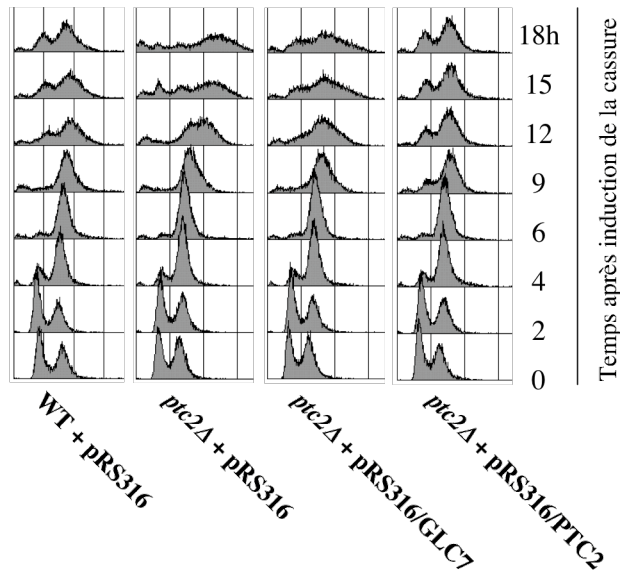 18h
15
12
9
6
4
2
0
Temps après induction de la cassure
WT + pRS316
ptc2Δ + pRS316
ptc2Δ + pRS316/GLC7
ptc2Δ + pRS316/PTC2